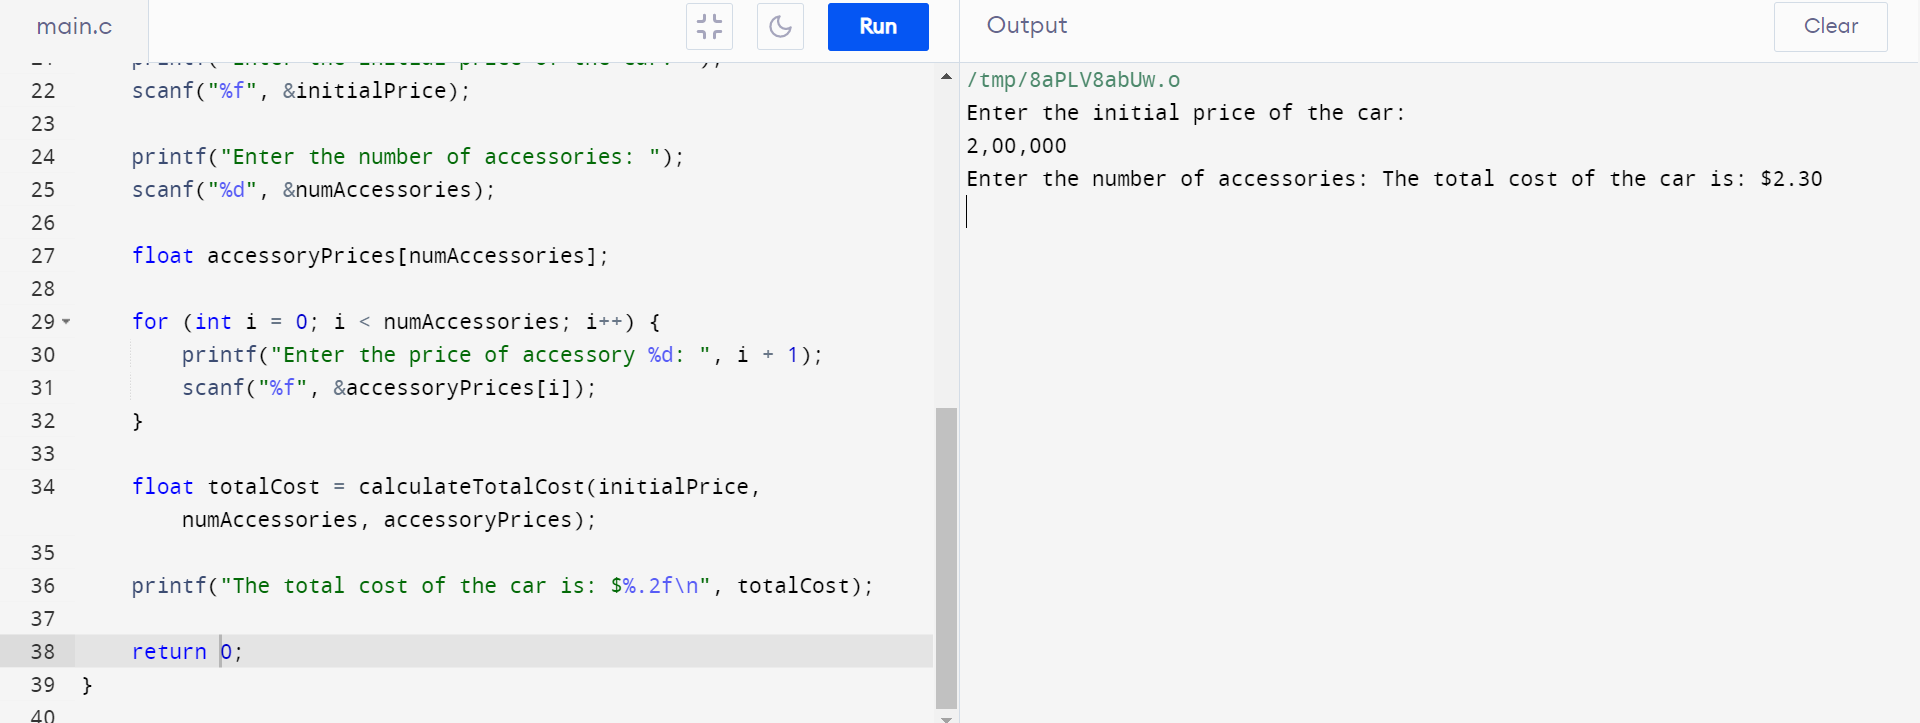 main.c
Run
Output
Clear
22 scanf("%f", &initialPrice);
23
24 printf("Enter the number of accessories: ");
25 scanf("%d", &numAccessories);
26
27 float accessoryPrices[numAccessories];
28
29 for (int i = 0; i < numAccessories; i++) {
30 printf("Enter the price of accessory %d: ", i + 1);
31 scanf("%f", &accessoryPrices[i]);
32 }
33
34 float totalCost = calculateTotalCost(initialPrice,
numAccessories, accessoryPrices);
35
36 printf("The total cost of the car is: $%.2f\n", totalCost);
37
38 return 0;
39 }
40
/tmp/8aPLV8abUw.o
Enter the initial price of the car:
2,00,000
Enter the number of accessories: The total cost of the car is: $2.30